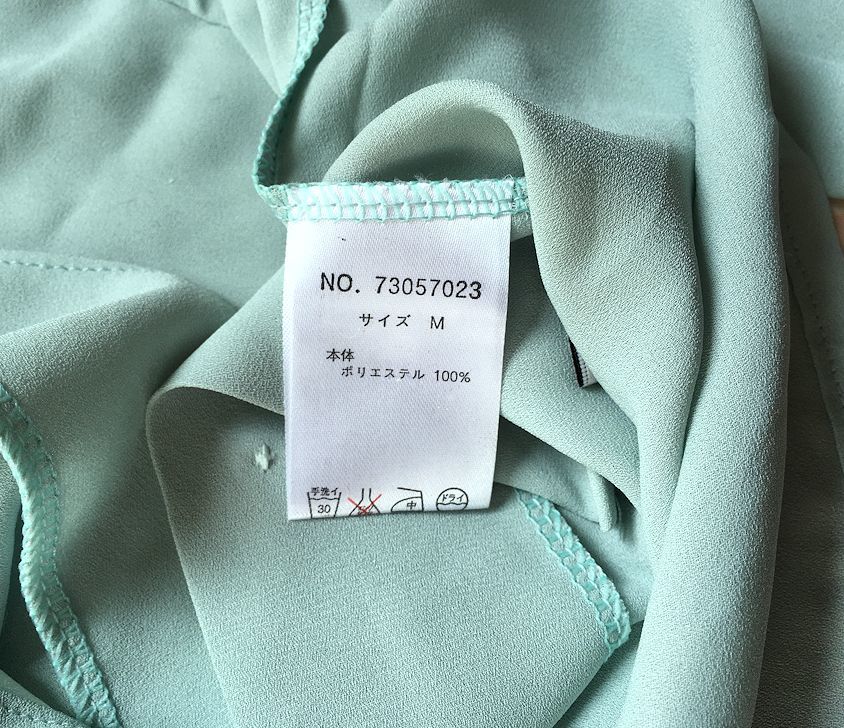 NO. 73057023
サイズ M
本体
ポリエステル 100%
手洗イ 30 中 ドライ